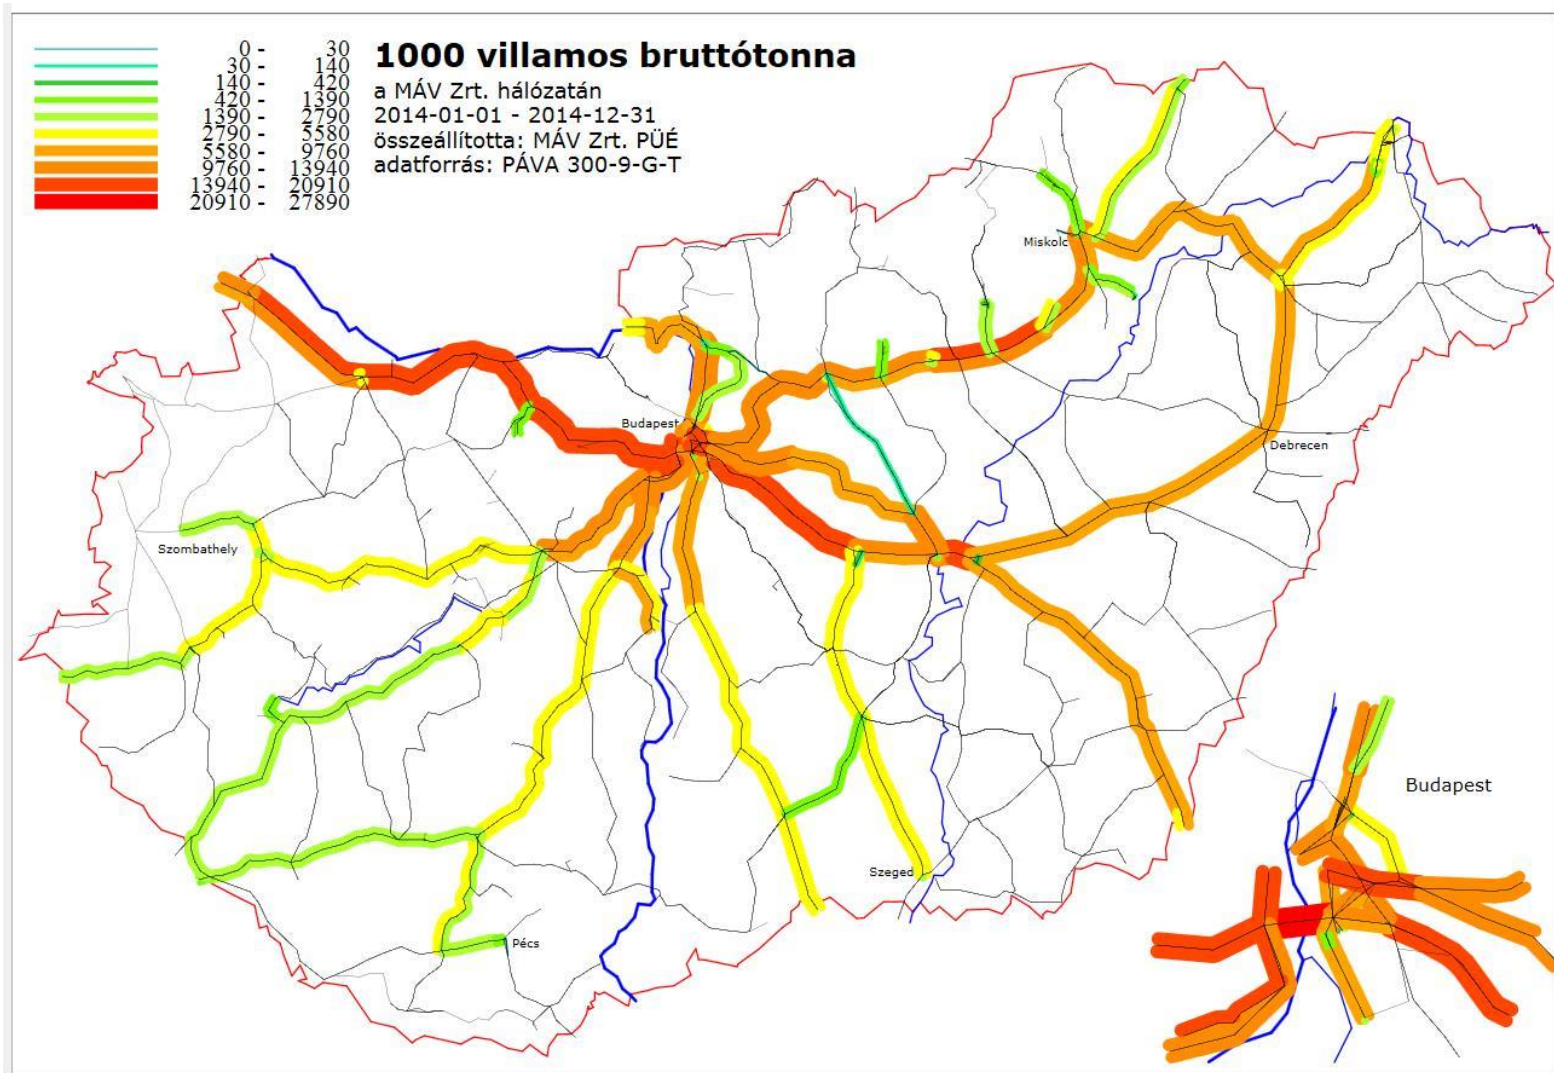 1000 villamos bruttótonna
a MÁV Zrt. hálózatán
2014-01-01 - 2014-12-31
összeállította: MÁV Zrt. PÜÉ
adatforrás: PÁVA 300-9-G-T
0 - 30
30 - 140
140 - 420
420 - 1390
1390 - 2790
2790 - 5580
5580 - 9760
9760 - 13940
13940 - 20910
20910 - 27890
Miskolc
Budapest
Debrecen
Szombathely
Budapest
Szeged
Pécs